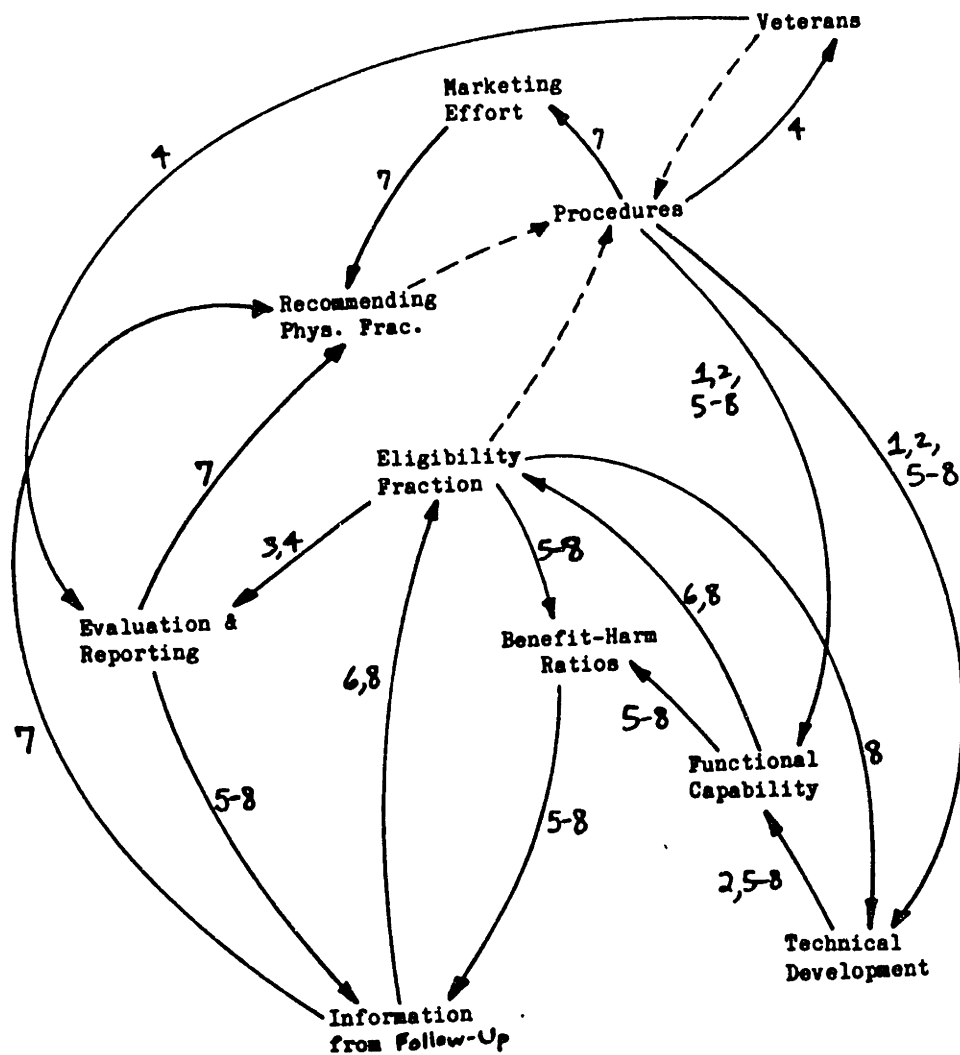 Veterans
Marketing
Effort
4
7
4
7
Procedures
Recommending
Phys. Frac.
1,2,
5-8
1,2,
5-8
Eligibility
Fraction
7
3,4
5-8
6,8
Evaluation &
Reporting
Benefit-Harm
Ratios
6,8
5-8
7
Functional
Capability
8
5-8
5-8
2,5-8
Technical
Development
Information
from Follow-Up